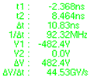 t1 : -2.368ns
t2 : 8.464ns
Δt : 10.83ns
1/Δt : 92.32MHz
V1 : -482.4V
V2 : 0.0V
ΔV : 482.4V
ΔV/Δt : 44.53GV/s